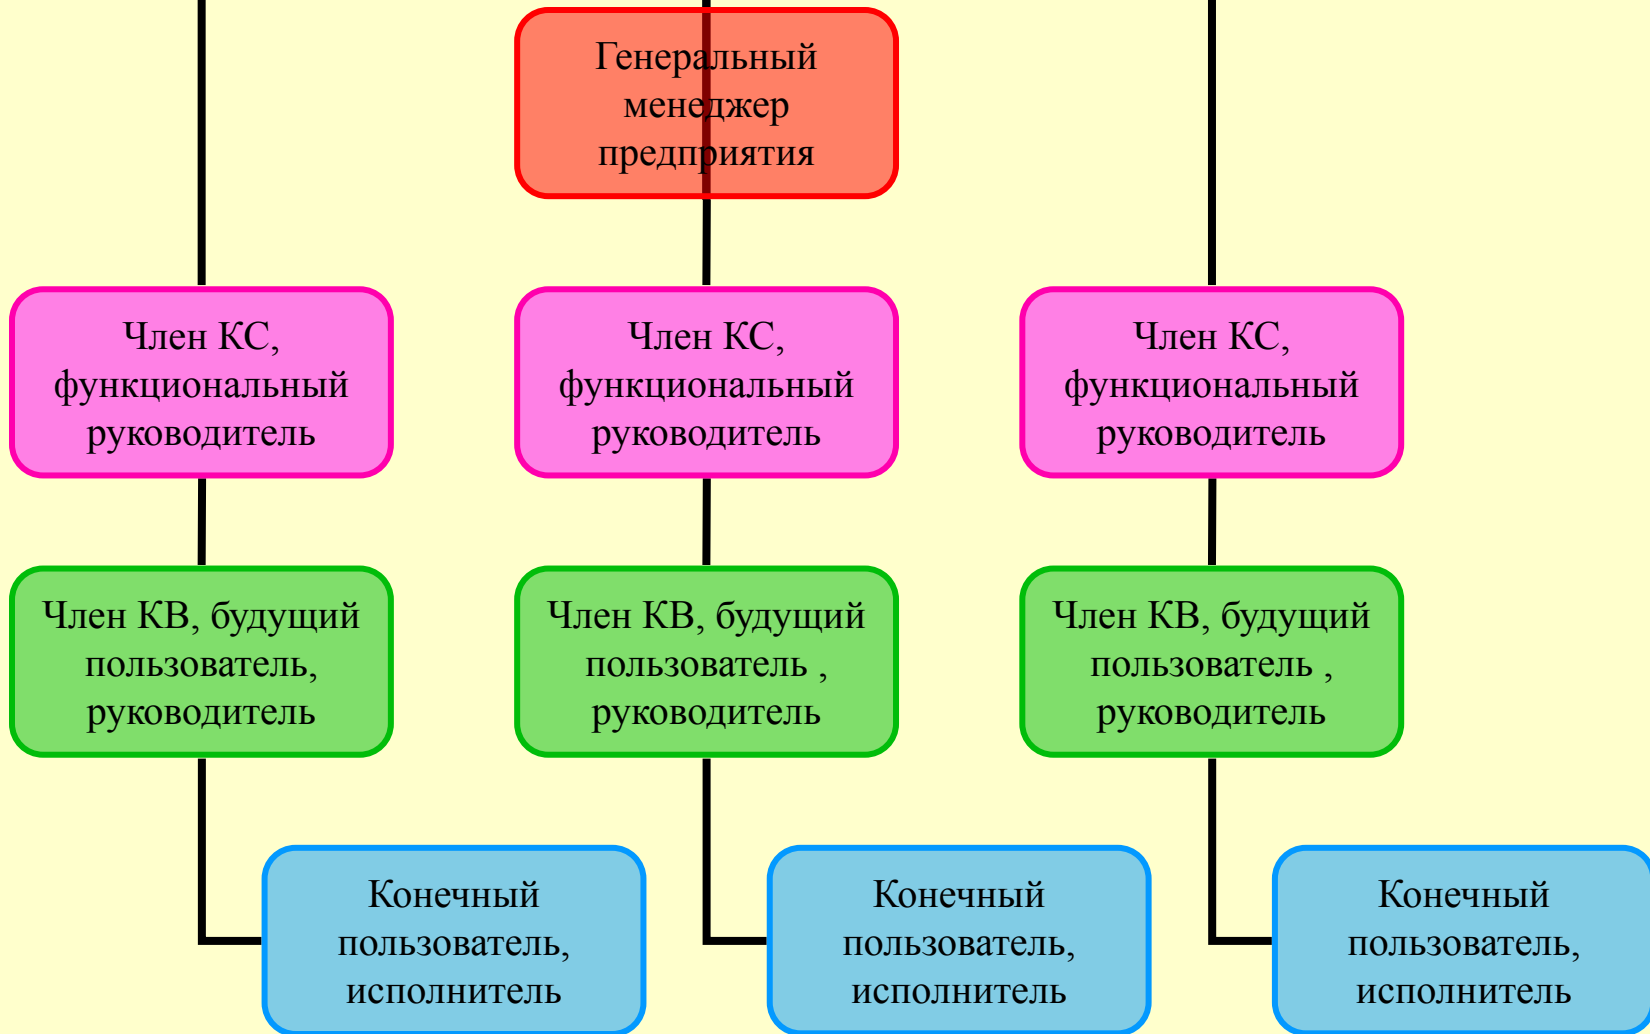 Генеральный
менеджер
предприятия
Член КС,
функциональный
руководитель
Член КС,
функциональный
руководитель
Член КС,
функциональный
руководитель
Член КВ, будущий
пользователь,
руководитель
Член КВ, будущий
пользователь ,
руководитель
Член КВ, будущий
пользователь ,
руководитель
Конечный
пользователь,
исполнитель
Конечный
пользователь,
исполнитель
Конечный
пользователь,
исполнитель